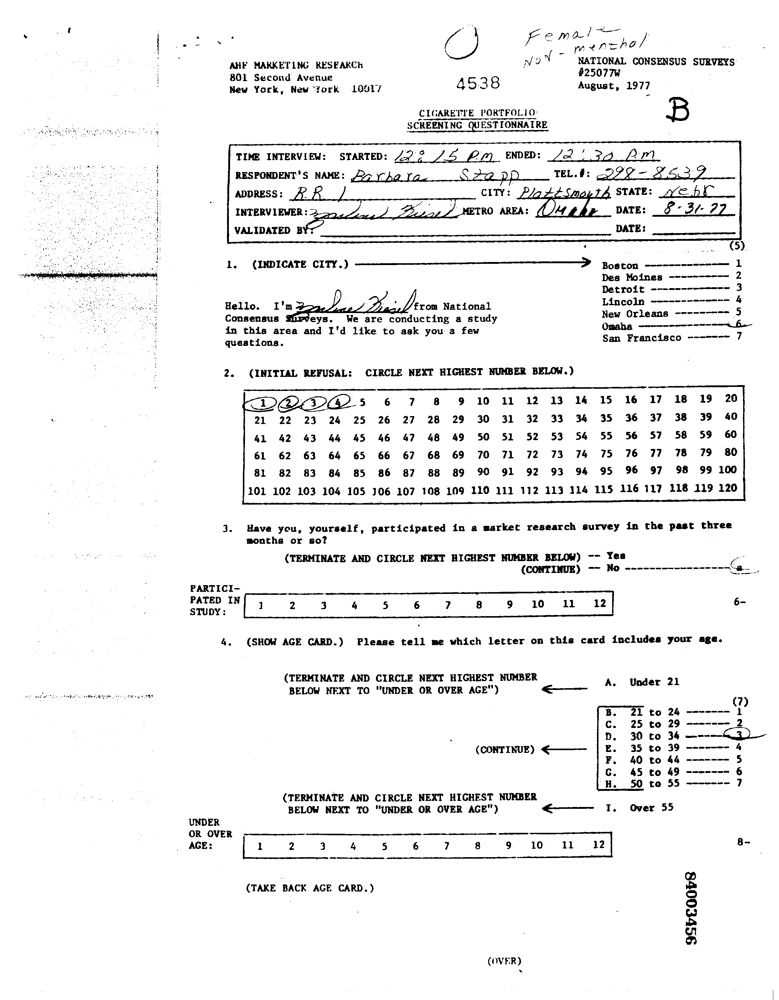 Female
Non-menthol
AHF MARKETING RESEARCH
801 Second Avenue
New York, New York 10017
4538
NATIONAL CONSENSUS SURVEYS
#25077W
August, 1977
B
CIGARETTE PORTFOLIO
SCREENING QUESTIONNAIRE
TIME INTERVIEW: STARTED: 12:15 PM ENDED: 12:30 PM
RESPONDENT'S NAME: Barbara Stapp TEL.#: 298-8539
ADDRESS: RR 1 CITY: Plattsmouth STATE: Nebr
INTERVIEWER: METRO AREA: Omaha DATE: 8-31-77
VALIDATED BY: DATE:
(5)
1. (INDICATE CITY.)
Boston -------------- 1
Des Moines ---------- 2
Detroit ------------- 3
Lincoln ------------- 4
New Orleans --------- 5
Omaha --------------- 6
San Francisco ------- 7
Hello. I'm from National
Consensus Surveys. We are conducting a study
in this area and I'd like to ask you a few
questions.
2. (INITIAL REFUSAL: CIRCLE NEXT HIGHEST NUMBER BELOW.)
1 2 3 4 5 6 7 8 9 10 11 12 13 14 15 16 17 18 19 20
21 22 23 24 25 26 27 28 29 30 31 32 33 34 35 36 37 38 39 40
41 42 43 44 45 46 47 48 49 50 51 52 53 54 55 56 57 58 59 60
61 62 63 64 65 66 67 68 69 70 71 72 73 74 75 76 77 78 79 80
81 82 83 84 85 86 87 88 89 90 91 92 93 94 95 96 97 98 99 100
101 102 103 104 105 106 107 108 109 110 111 112 113 114 115 116 117 118 119 120
3. Have you, yourself, participated in a market research survey in the past three
months or so?
(TERMINATE AND CIRCLE NEXT HIGHEST NUMBER BELOW) -- Yes
(CONTINUE) -- No -----------------
PARTICI-
PATED IN
STUDY:
1 2 3 4 5 6 7 8 9 10 11 12
6-
4. (SHOW AGE CARD.) Please tell me which letter on this card includes your age.
(TERMINATE AND CIRCLE NEXT HIGHEST NUMBER
BELOW NEXT TO "UNDER OR OVER AGE")
A. Under 21
(7)
B. 21 to 24 ------- 1
C. 25 to 29 ------- 2
D. 30 to 34 ------- 3
(CONTINUE)
E. 35 to 39 ------- 4
F. 40 to 44 ------- 5
G. 45 to 49 ------- 6
H. 50 to 55 ------- 7
(TERMINATE AND CIRCLE NEXT HIGHEST NUMBER
BELOW NEXT TO "UNDER OR OVER AGE")
I. Over 55
UNDER
OR OVER
AGE:
1 2 3 4 5 6 7 8 9 10 11 12
8-
(TAKE BACK AGE CARD.)
84003456
(OVER)